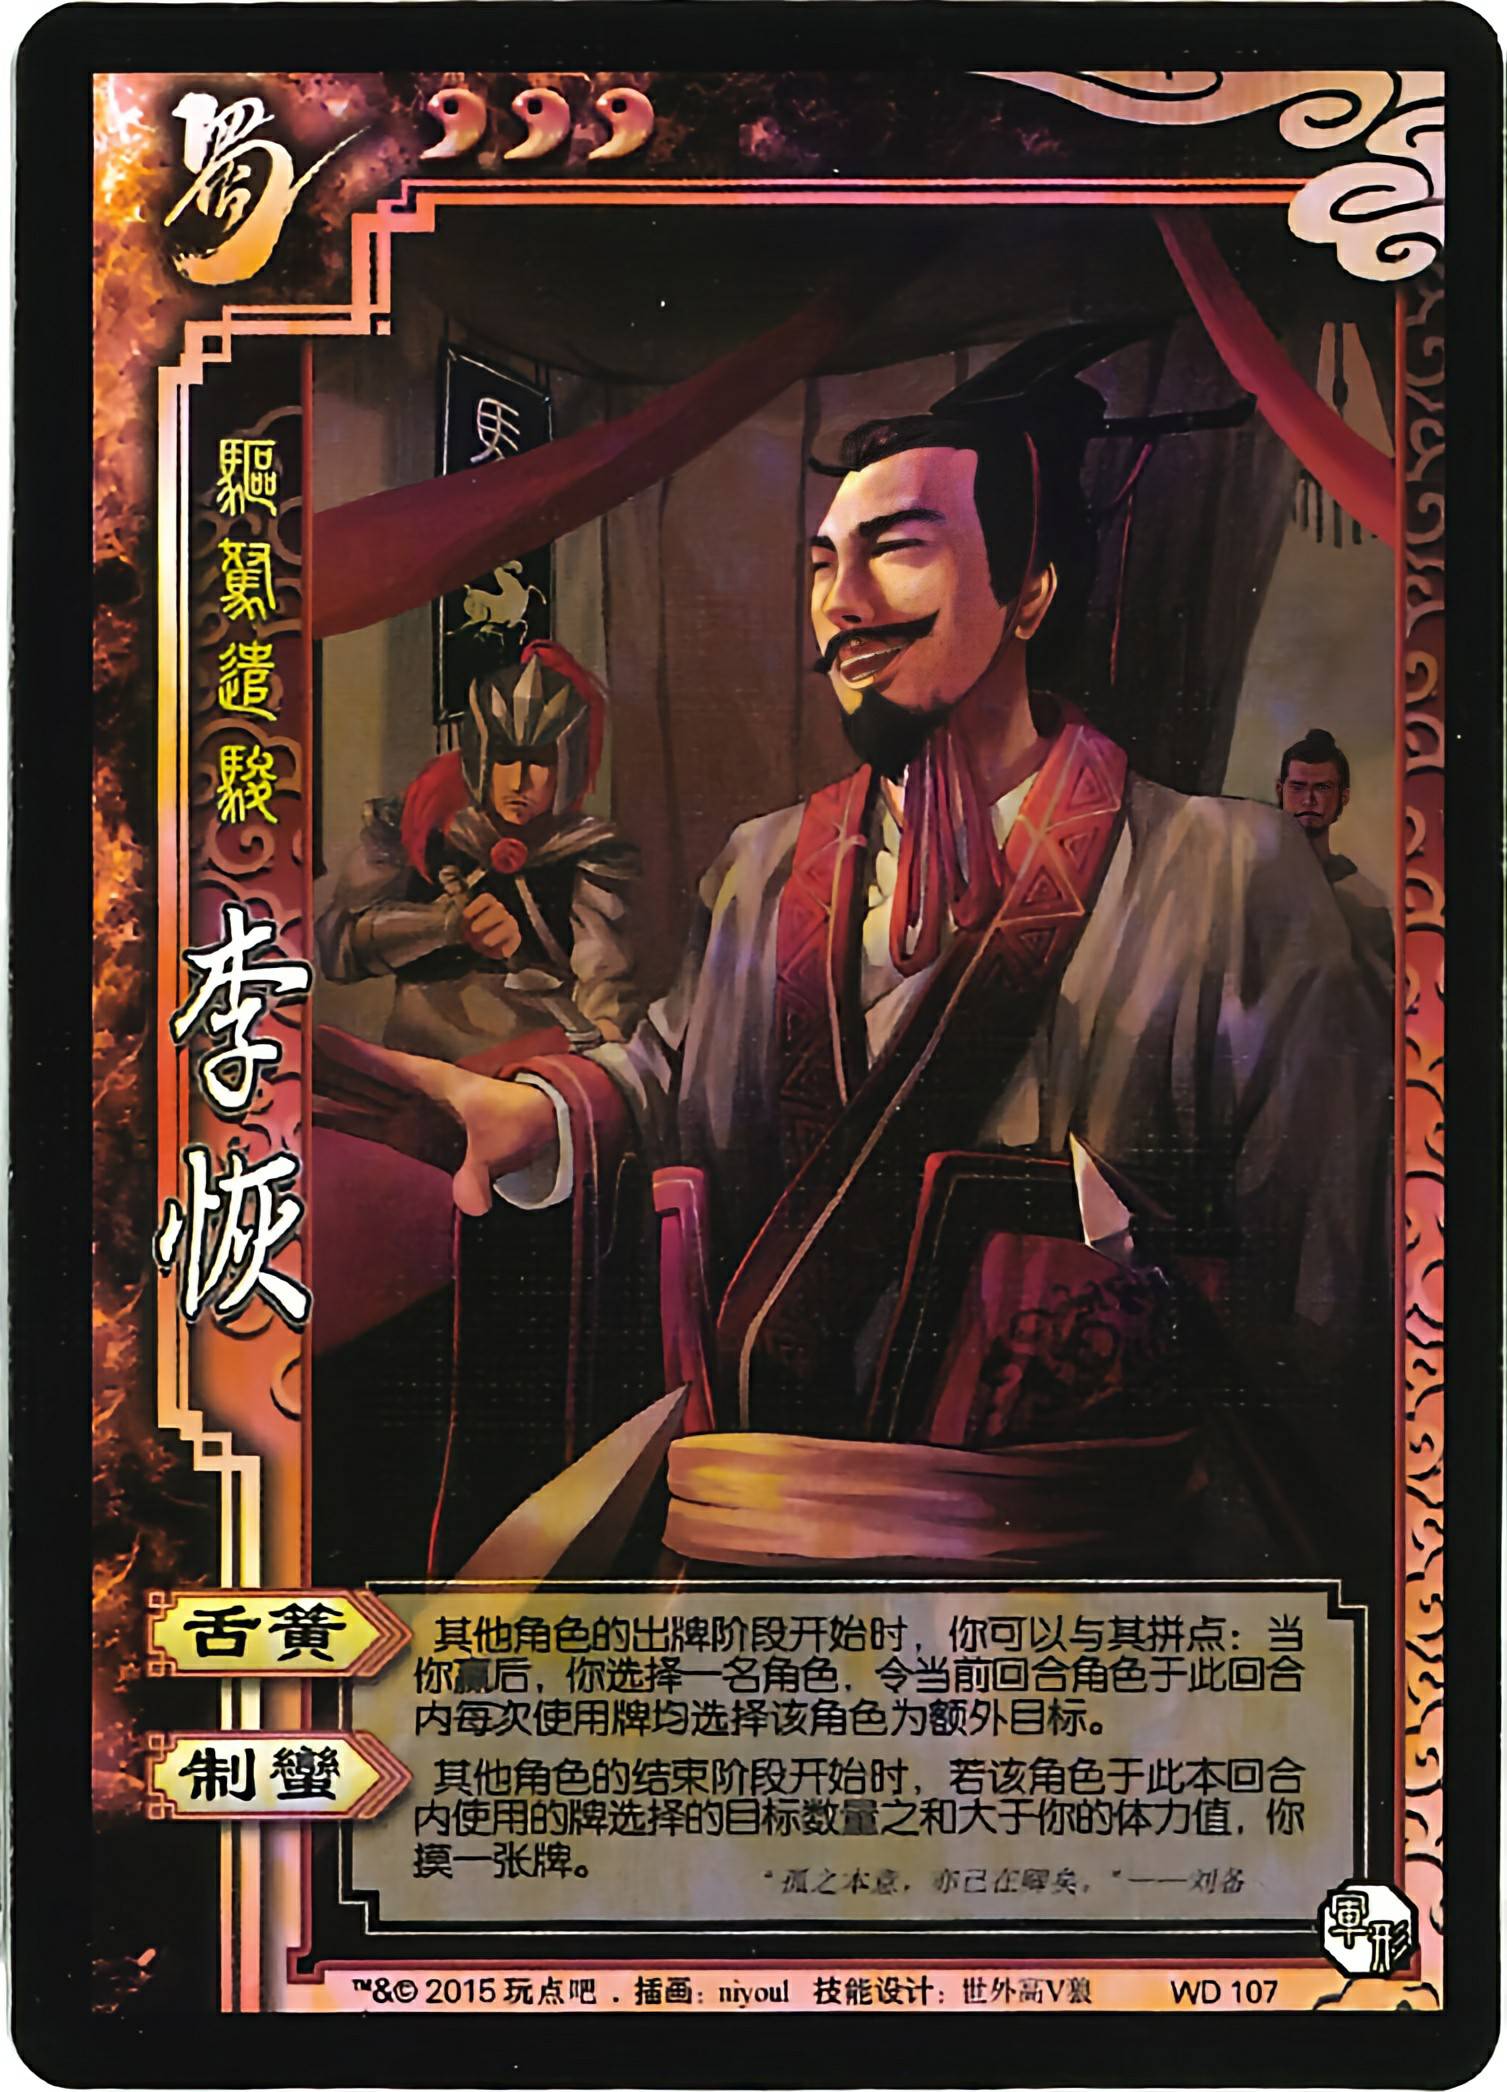 蜀
馬
驅駑遣駿
李恢
舌簧
其他角色的出牌阶段开始时，你可以与其拼点：当
你赢后，你选择一名角色，令当前回合角色于此回合
内每次使用牌均选择该角色为额外目标。
制蠻
其他角色的结束阶段开始时，若该角色于此本回合
内使用的牌选择的目标数量之和大于你的体力值，你
摸一张牌。
“孤之本意，亦已在卿矣。”——刘备
軍形
™&© 2015 玩点吧 . 插画：niyoul 技能设计：世外高V狼 WD 107